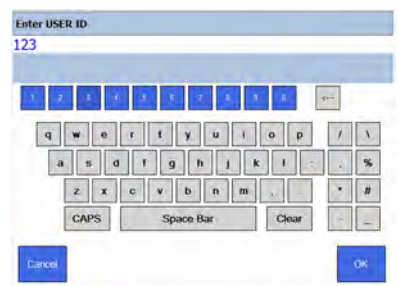 Enter USER ID
123
1 2 3 4 5 6 7 8 9 0 <--
q w e r t y u i o p / \
a s d f g h j k l : . %
z x c v b n m , . * #
CAPS Space Bar Clear - _
Cancel OK